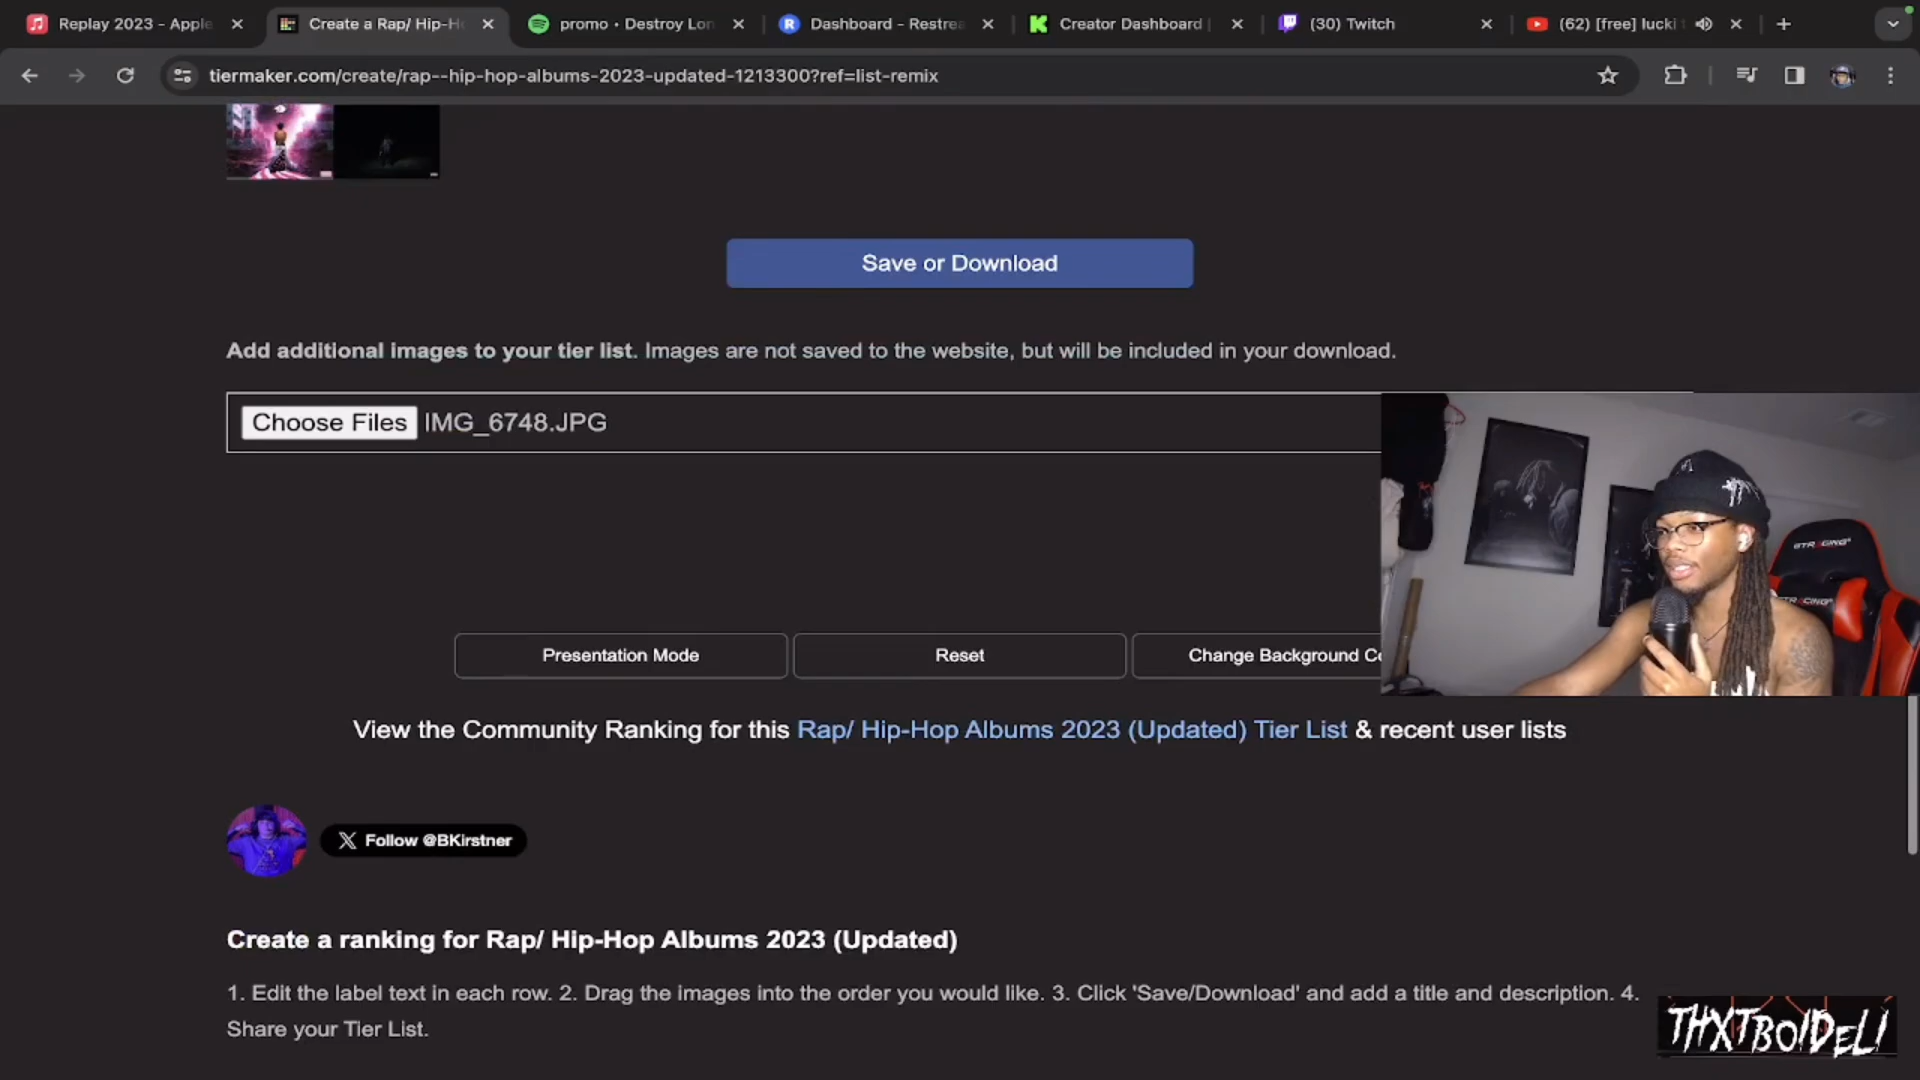 Replay 2023 - Apple
Create a Rap/ Hip-H
promo • Destroy Lon
Dashboard - Restrea
Creator Dashboard |
(30) Twitch
(62) [free] lucki t
tiermaker.com/create/rap--hip-hop-albums-2023-updated-1213300?ref=list-remix
Save or Download
Add additional images to your tier list. Images are not saved to the website, but will be included in your download.
Choose Files IMG_6748.JPG
GTRACING
Presentation Mode
Reset
Change Background Co
View the Community Ranking for this Rap/ Hip-Hop Albums 2023 (Updated) Tier List & recent user lists
Follow @BKirstner
Create a ranking for Rap/ Hip-Hop Albums 2023 (Updated)
1. Edit the label text in each row. 2. Drag the images into the order you would like. 3. Click 'Save/Download' and add a title and description. 4.
Share your Tier List.
THXTBOIDELI